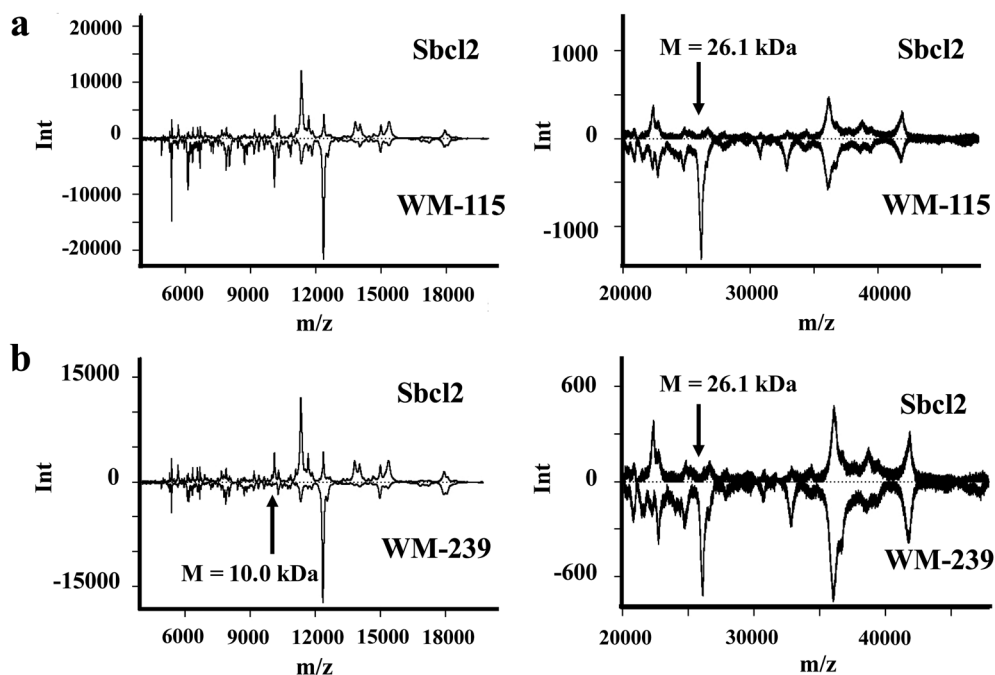 a
20000
10000
0
-10000
-20000
Int
Sbcl2
WM-115
6000 9000 12000 15000 18000
m/z
1000
0
-1000
Int
M = 26.1 kDa
Sbcl2
WM-115
20000 30000 40000
m/z
b
15000
0
-15000
Int
Sbcl2
WM-239
M = 10.0 kDa
6000 9000 12000 15000 18000
m/z
600
0
-600
Int
M = 26.1 kDa
Sbcl2
WM-239
20000 30000 40000
m/z